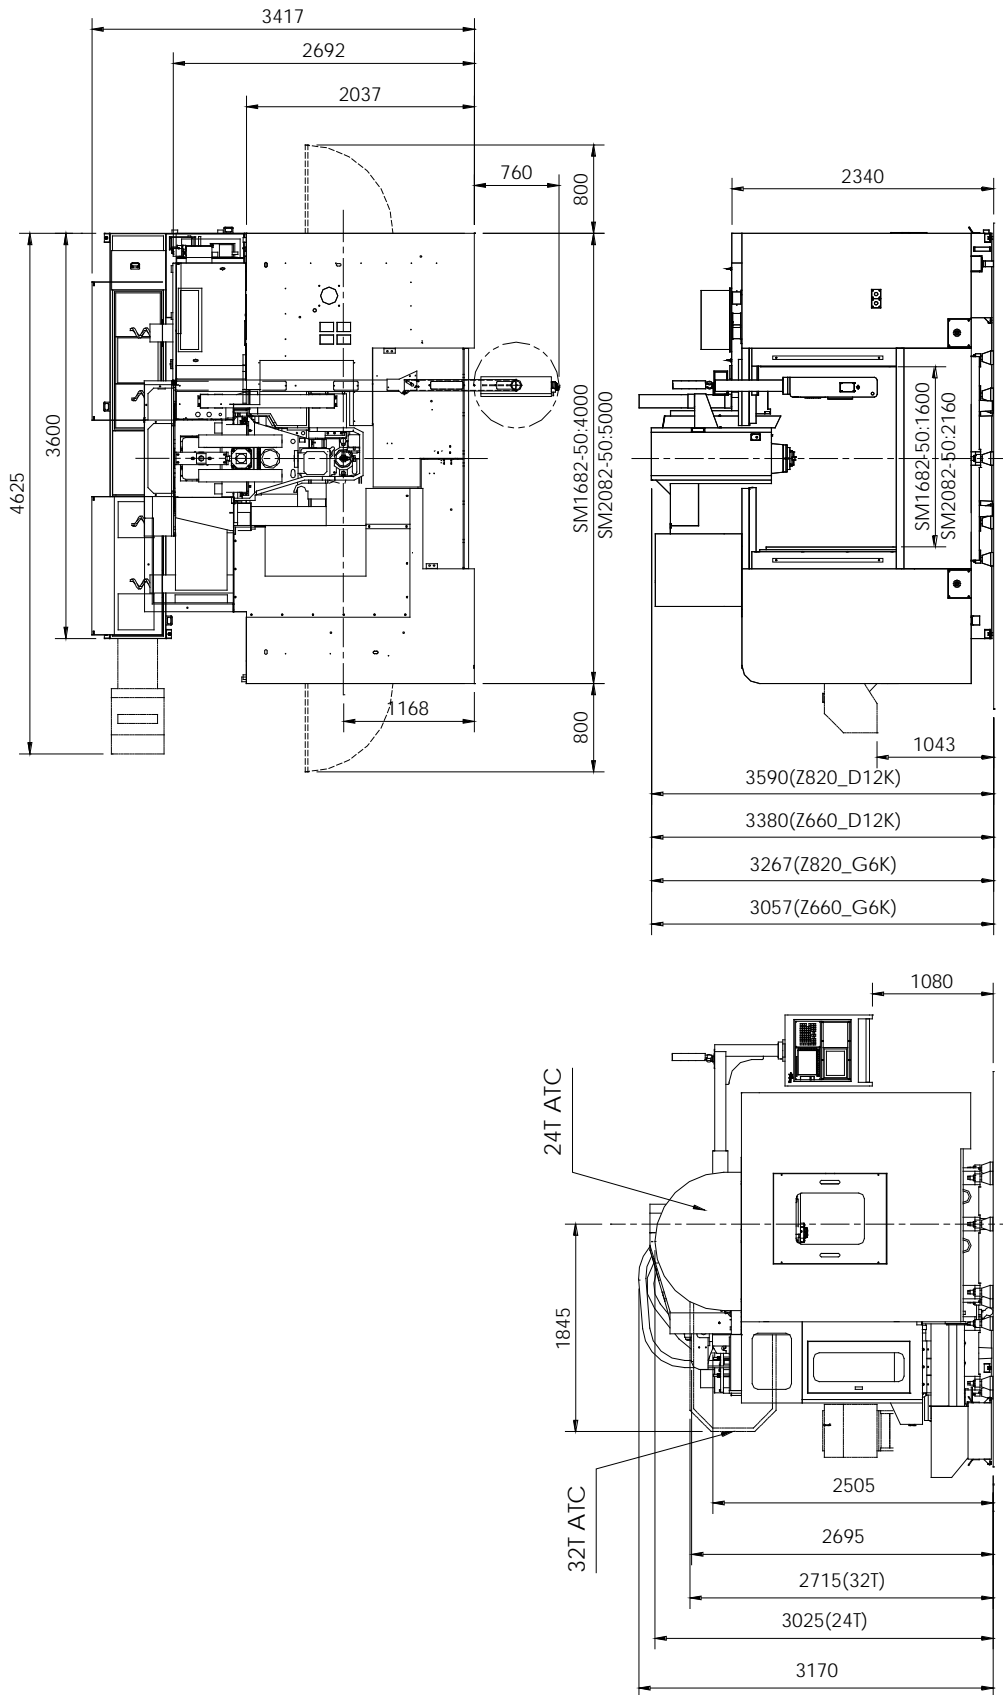 3417
2692
2037
760
800
2340
3600
4625
SM1682-50:4000
SM2082-50:5000
SM1682-50:1600
SM2082-50:2160
1168
800
1043
3590(Z820_D12K)
3380(Z660_D12K)
3267(Z820_G6K)
3057(Z660_G6K)
1080
24T ATC
1845
32T ATC
2505
2695
2715(32T)
3025(24T)
3170